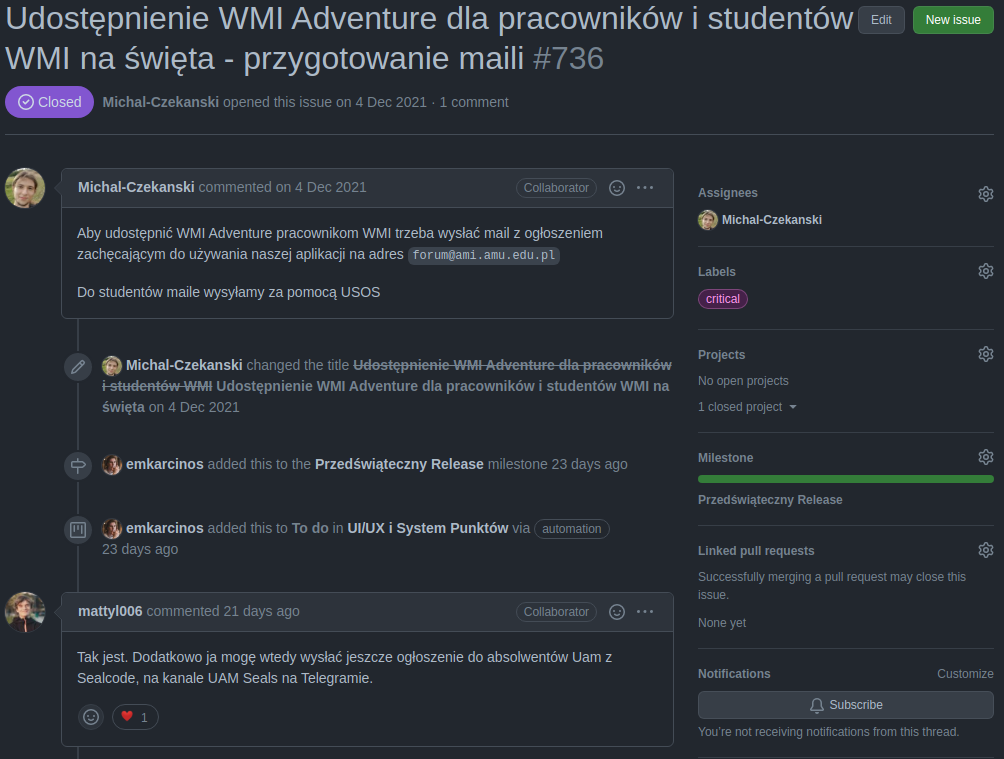 Udostępnienie WMI Adventure dla pracowników i studentów
WMI na święta - przygotowanie maili #736
Edit
New issue
Closed
Michal-Czekanski opened this issue on 4 Dec 2021 · 1 comment
Michal-Czekanski commented on 4 Dec 2021
Collaborator
Aby udostępnić WMI Adventure pracownikom WMI trzeba wysłać mail z ogłoszeniem
zachęcającym do używania naszej aplikacji na adres forum@ami.amu.edu.pl
Do studentów maile wysyłamy za pomocą USOS
Michal-Czekanski changed the title Udostępnienie WMI Adventure dla pracowników
i studentów WMI Udostępnienie WMI Adventure dla pracowników i studentów WMI na
święta on 4 Dec 2021
emkarcinos added this to the Przedświąteczny Release milestone 23 days ago
emkarcinos added this to To do in UI/UX i System Punktów via automation
23 days ago
mattyl006 commented 21 days ago
Collaborator
Tak jest. Dodatkowo ja mogę wtedy wysłać jeszcze ogłoszenie do absolwentów Uam z
Sealcode, na kanale UAM Seals na Telegramie.
1
Assignees
Michal-Czekanski
Labels
critical
Projects
No open projects
1 closed project
Milestone
Przedświąteczny Release
Linked pull requests
Successfully merging a pull request may close this
issue.
None yet
Notifications
Customize
Subscribe
You're not receiving notifications from this thread.